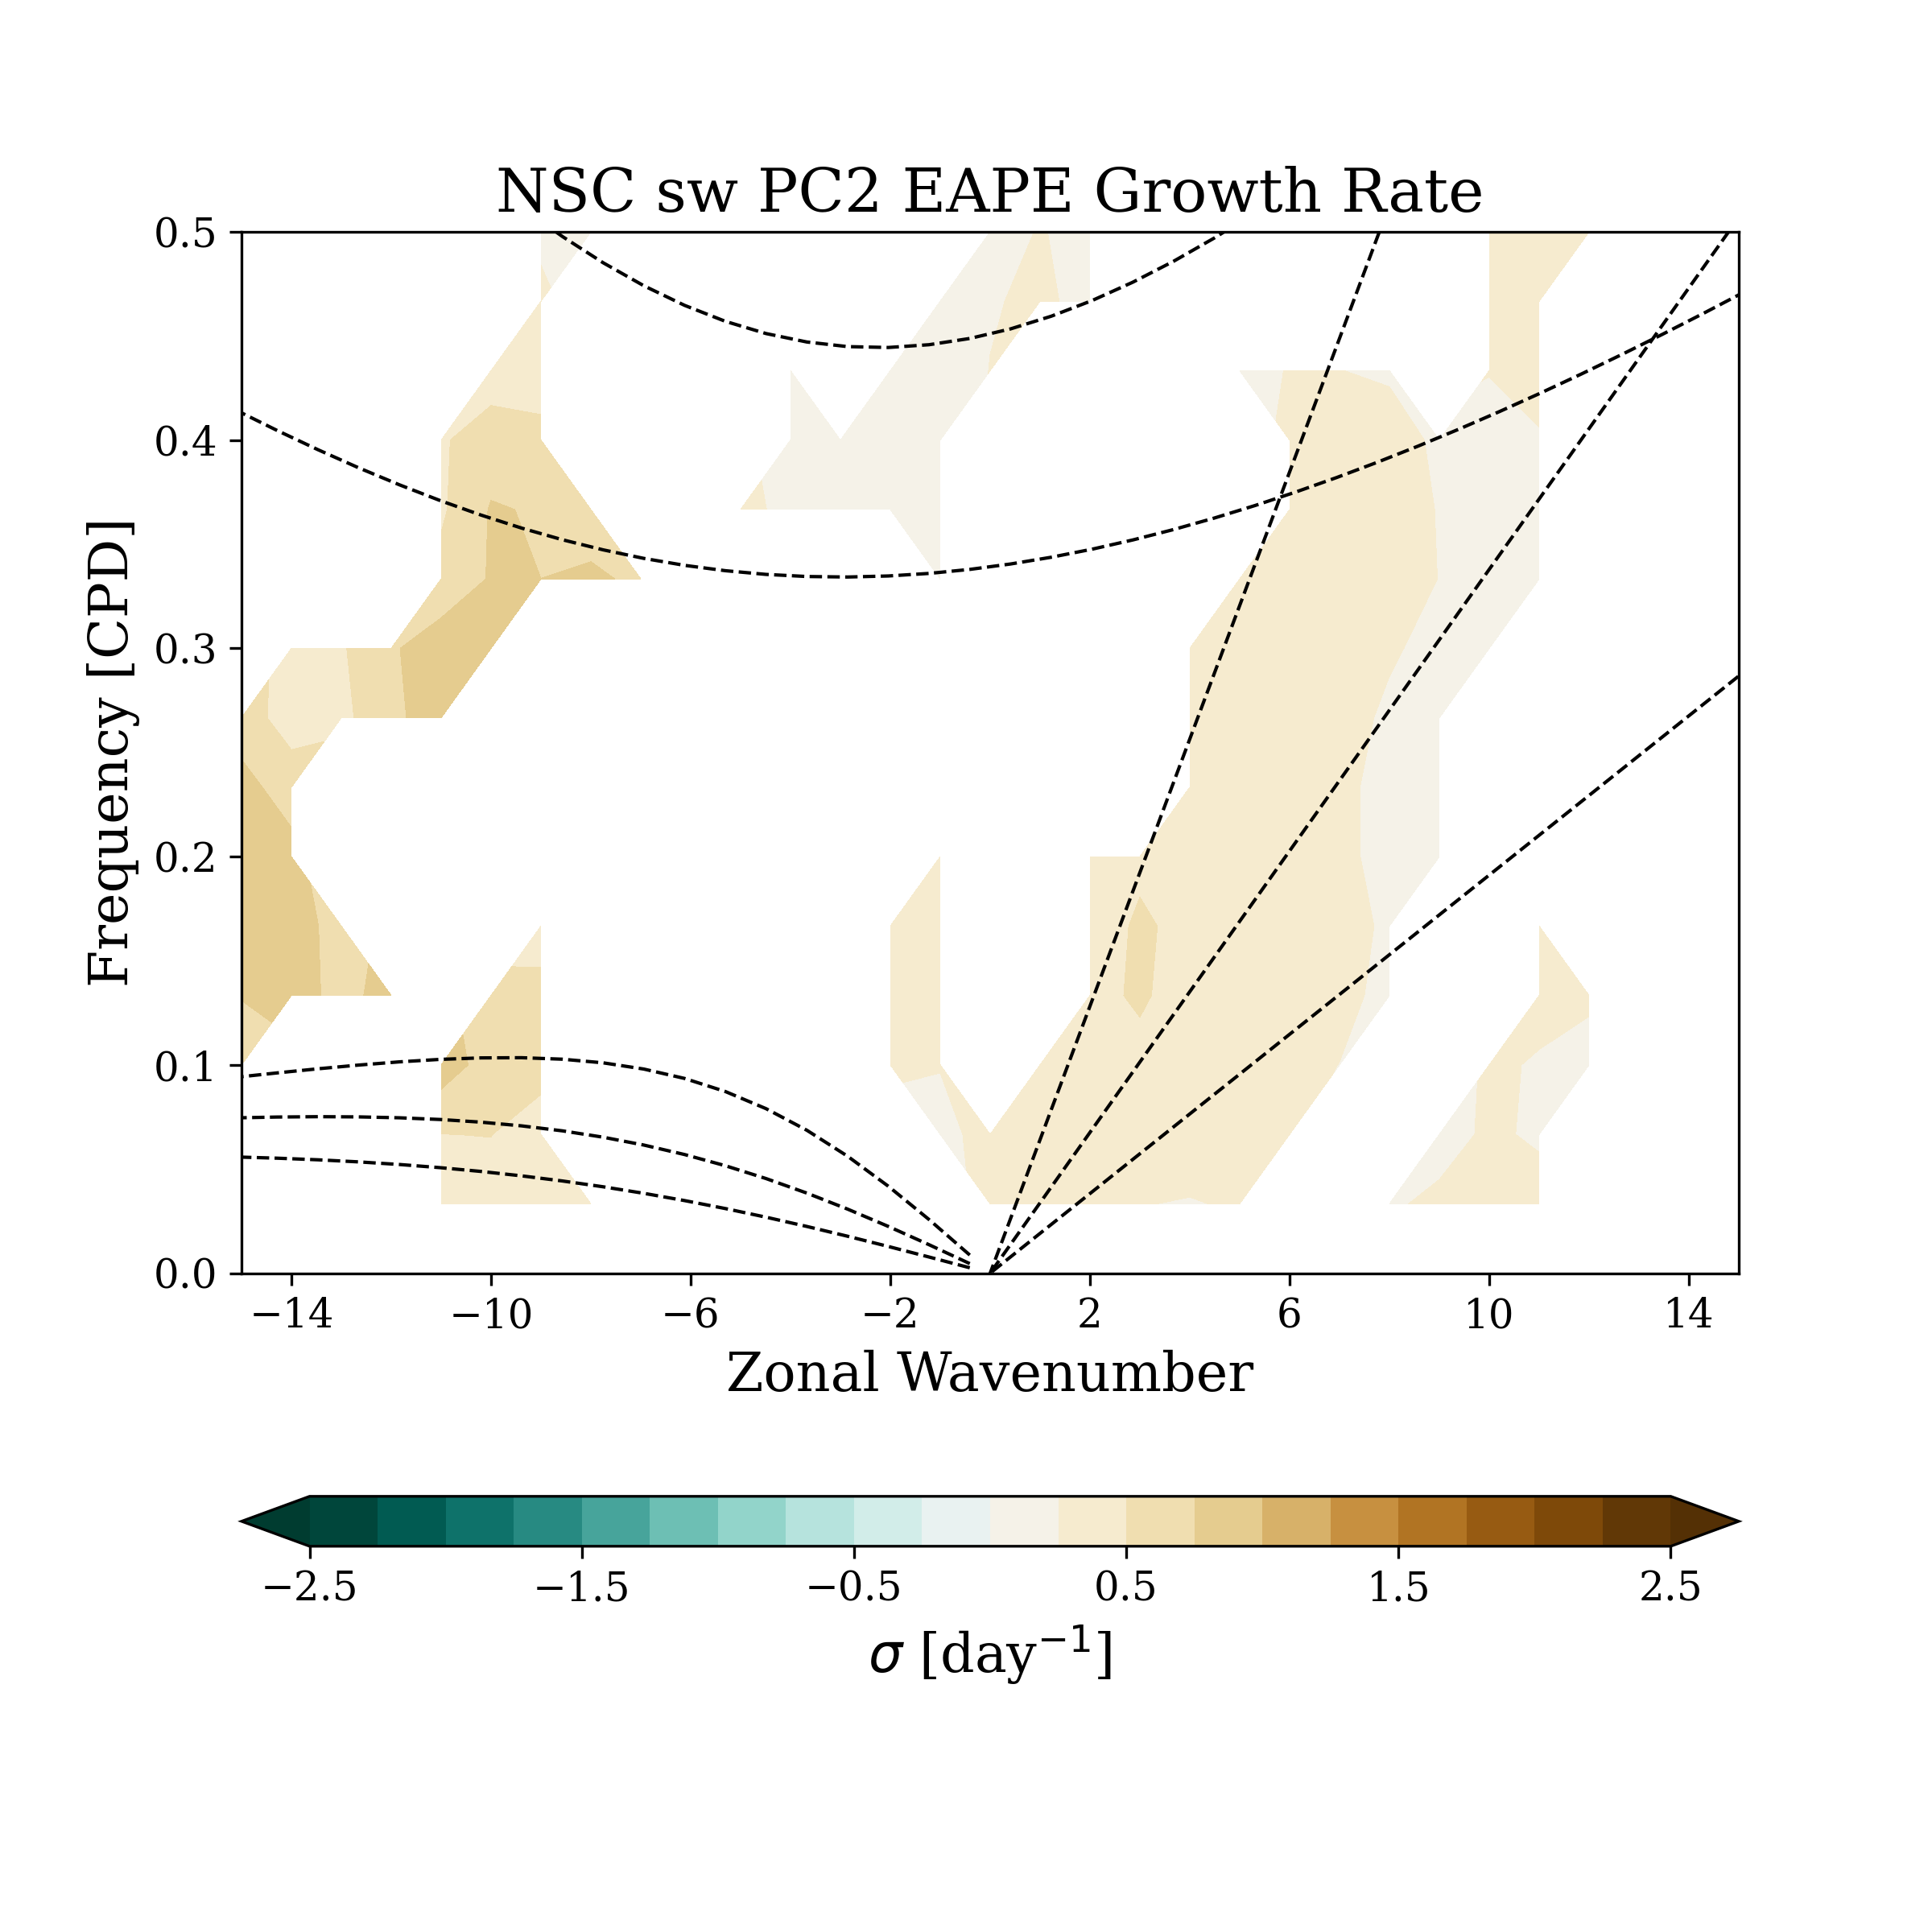 NSC sw PC2 EAPE Growth Rate
0.5
0.4
0.3
0.2
0.1
0.0
Frequency [CPD]
−14 −10 −6 −2 2 6 10 14
Zonal Wavenumber
−2.5 −1.5 −0.5 0.5 1.5 2.5
σ [day⁻¹]